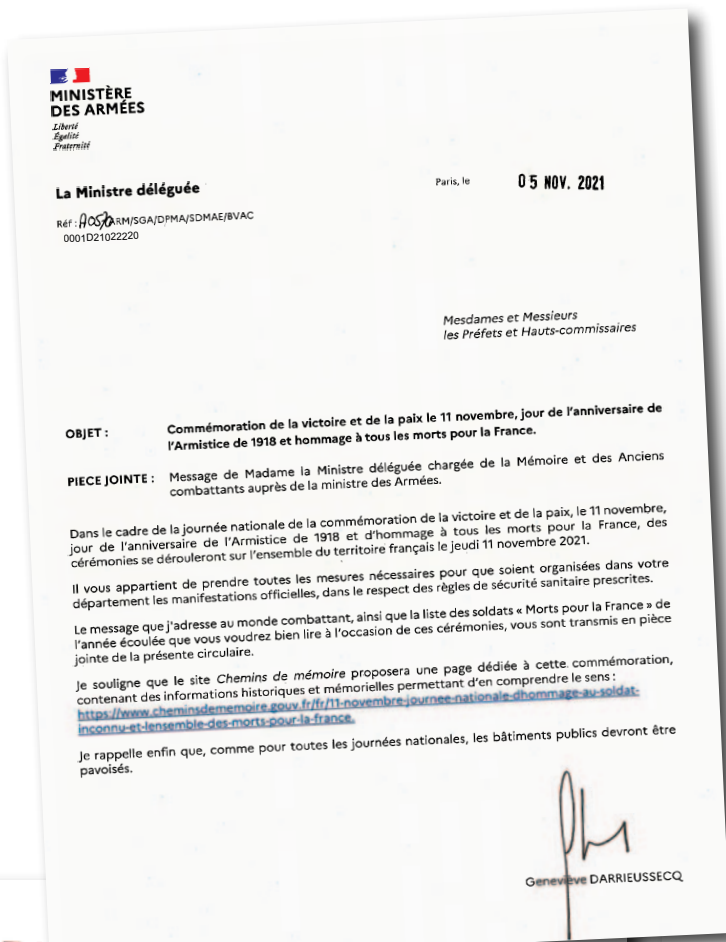 MINISTÈRE
DES ARMÉES
Liberté
Égalité
Fraternité
La Ministre déléguée
Paris, le 05 NOV. 2021
Réf : ARM/SGA/DPMA/SDMAE/BVAC
0001D21022220
Mesdames et Messieurs
les Préfets et Hauts-commissaires
OBJET : Commémoration de la victoire et de la paix le 11 novembre, jour de l'anniversaire de
l'Armistice de 1918 et hommage à tous les morts pour la France.
PIECE JOINTE : Message de Madame la Ministre déléguée chargée de la Mémoire et des Anciens
combattants auprès de la ministre des Armées.
Dans le cadre de la journée nationale de la commémoration de la victoire et de la paix, le 11 novembre,
jour de l'anniversaire de l'Armistice de 1918 et d'hommage à tous les morts pour la France, des
cérémonies se dérouleront sur l'ensemble du territoire français le jeudi 11 novembre 2021.
Il vous appartient de prendre toutes les mesures nécessaires pour que soient organisées dans votre
département les manifestations officielles, dans le respect des règles de sécurité sanitaire prescrites.
Le message que j'adresse au monde combattant, ainsi que la liste des soldats « Morts pour la France » de
l'année écoulée que vous voudrez bien lire à l'occasion de ces cérémonies, vous sont transmis en pièce
jointe de la présente circulaire.
Je souligne que le site Chemins de mémoire proposera une page dédiée à cette commémoration,
contenant des informations historiques et mémorielles permettant d'en comprendre le sens :
https://www.cheminsdememoire.gouv.fr/fr/11-novembre-journee-nationale-dhommage-au-soldat-
inconnu-et-lensemble-des-morts-pour-la-france.
Je rappelle enfin que, comme pour toutes les journées nationales, les bâtiments publics devront être
pavoisés.
Geneviève DARRIEUSSECQ